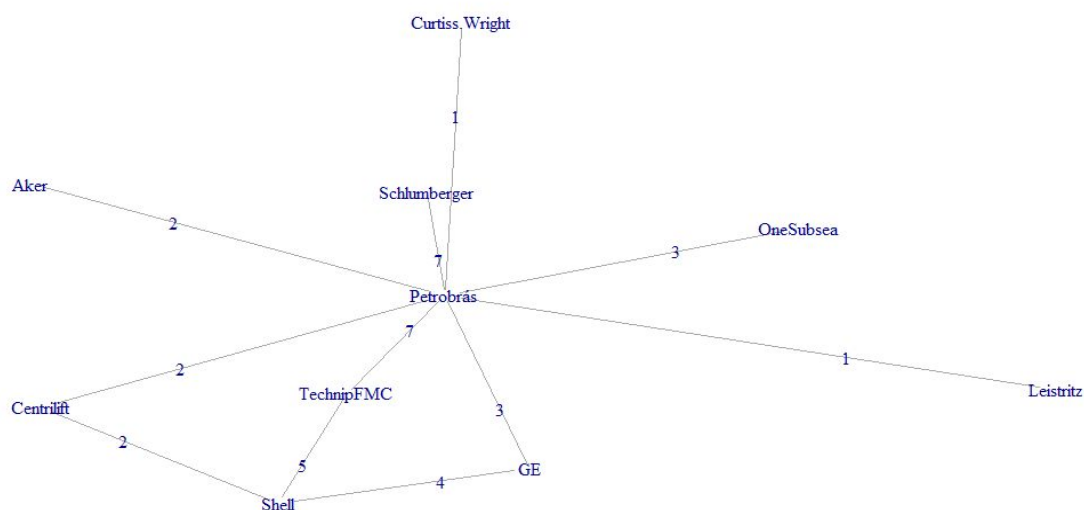 Curtiss.Wright
1
Aker
Schlumberger
2
OneSubsea
7
3
Petrobrás
7
1
2
TechnipFMC
Leistritz
Centrilift
3
2
5
GE
4
Shell